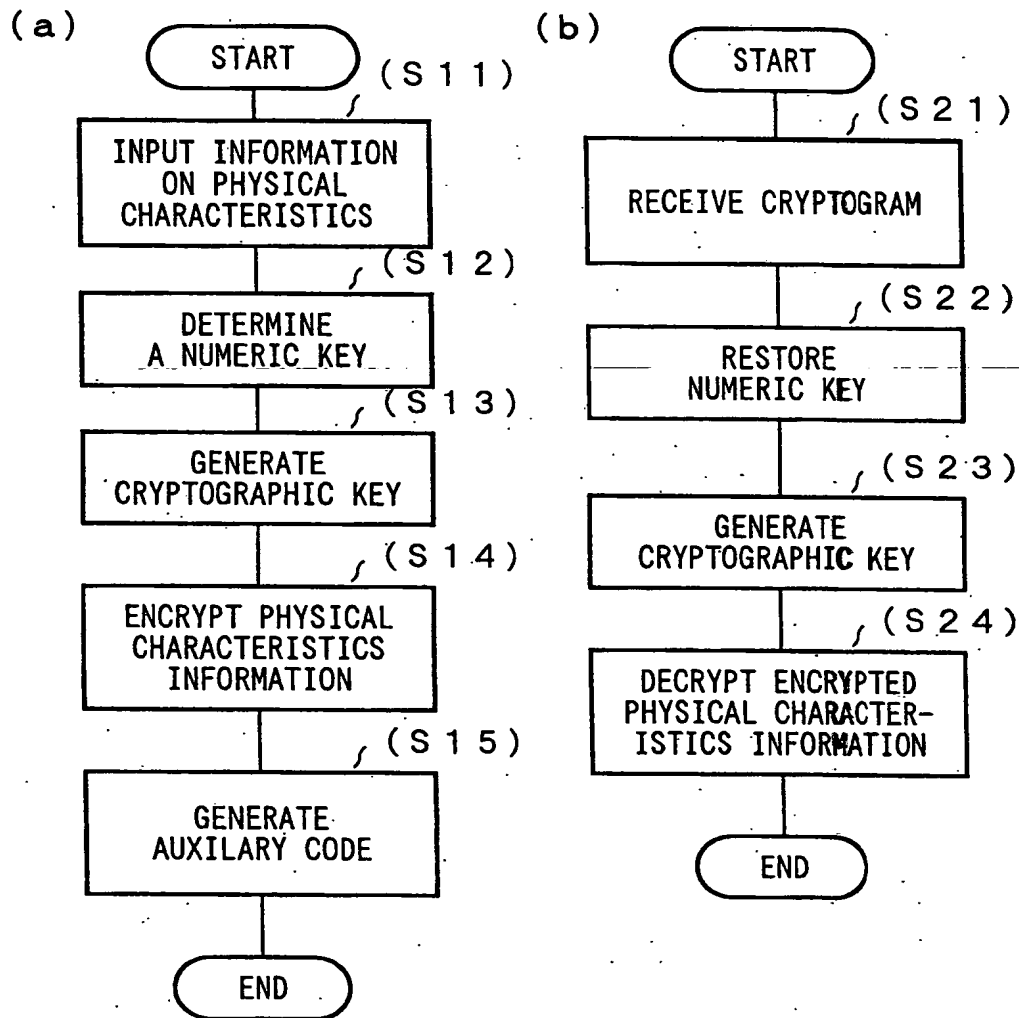 (a)
START
(S11)
INPUT INFORMATION
ON PHYSICAL
CHARACTERISTICS
(S12)
DETERMINE
A NUMERIC KEY
(S13)
GENERATE
CRYPTOGRAPHIC KEY
(S14)
ENCRYPT PHYSICAL
CHARACTERISTICS
INFORMATION
(S15)
GENERATE
AUXILARY CODE
END
(b)
START
(S21)
RECEIVE CRYPTOGRAM
(S22)
RESTORE
NUMERIC KEY
(S23)
GENERATE
CRYPTOGRAPHIC KEY
(S24)
DECRYPT ENCRYPTED
PHYSICAL CHARACTER-
ISTICS INFORMATION
END